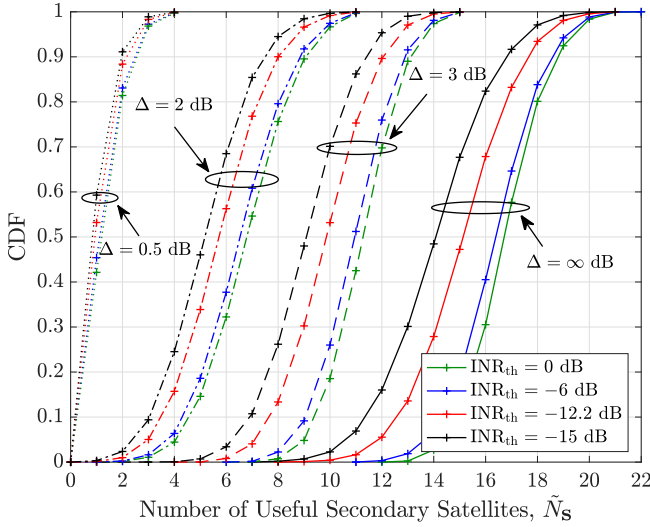 1
0.9
0.8
0.7
0.6
0.5
0.4
0.3
0.2
0.1
0
CDF
Δ = 2 dB
Δ = 3 dB
Δ = 0.5 dB
Δ = ∞ dB
INR_th = 0 dB
INR_th = −6 dB
INR_th = −12.2 dB
INR_th = −15 dB
0 2 4 6 8 10 12 14 16 18 20 22
Number of Useful Secondary Satellites, Ñ_S